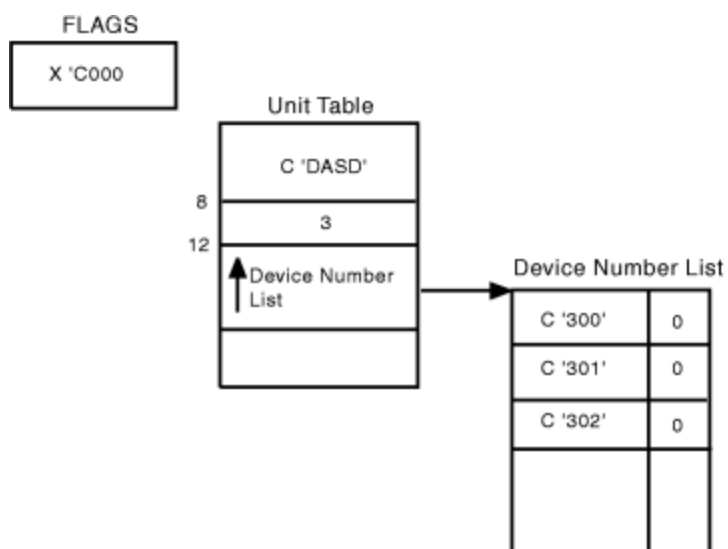 FLAGS
X 'C000
Unit Table
C 'DASD'
8
3
12
Device Number
List
Device Number List
C '300' 0
C '301' 0
C '302' 0